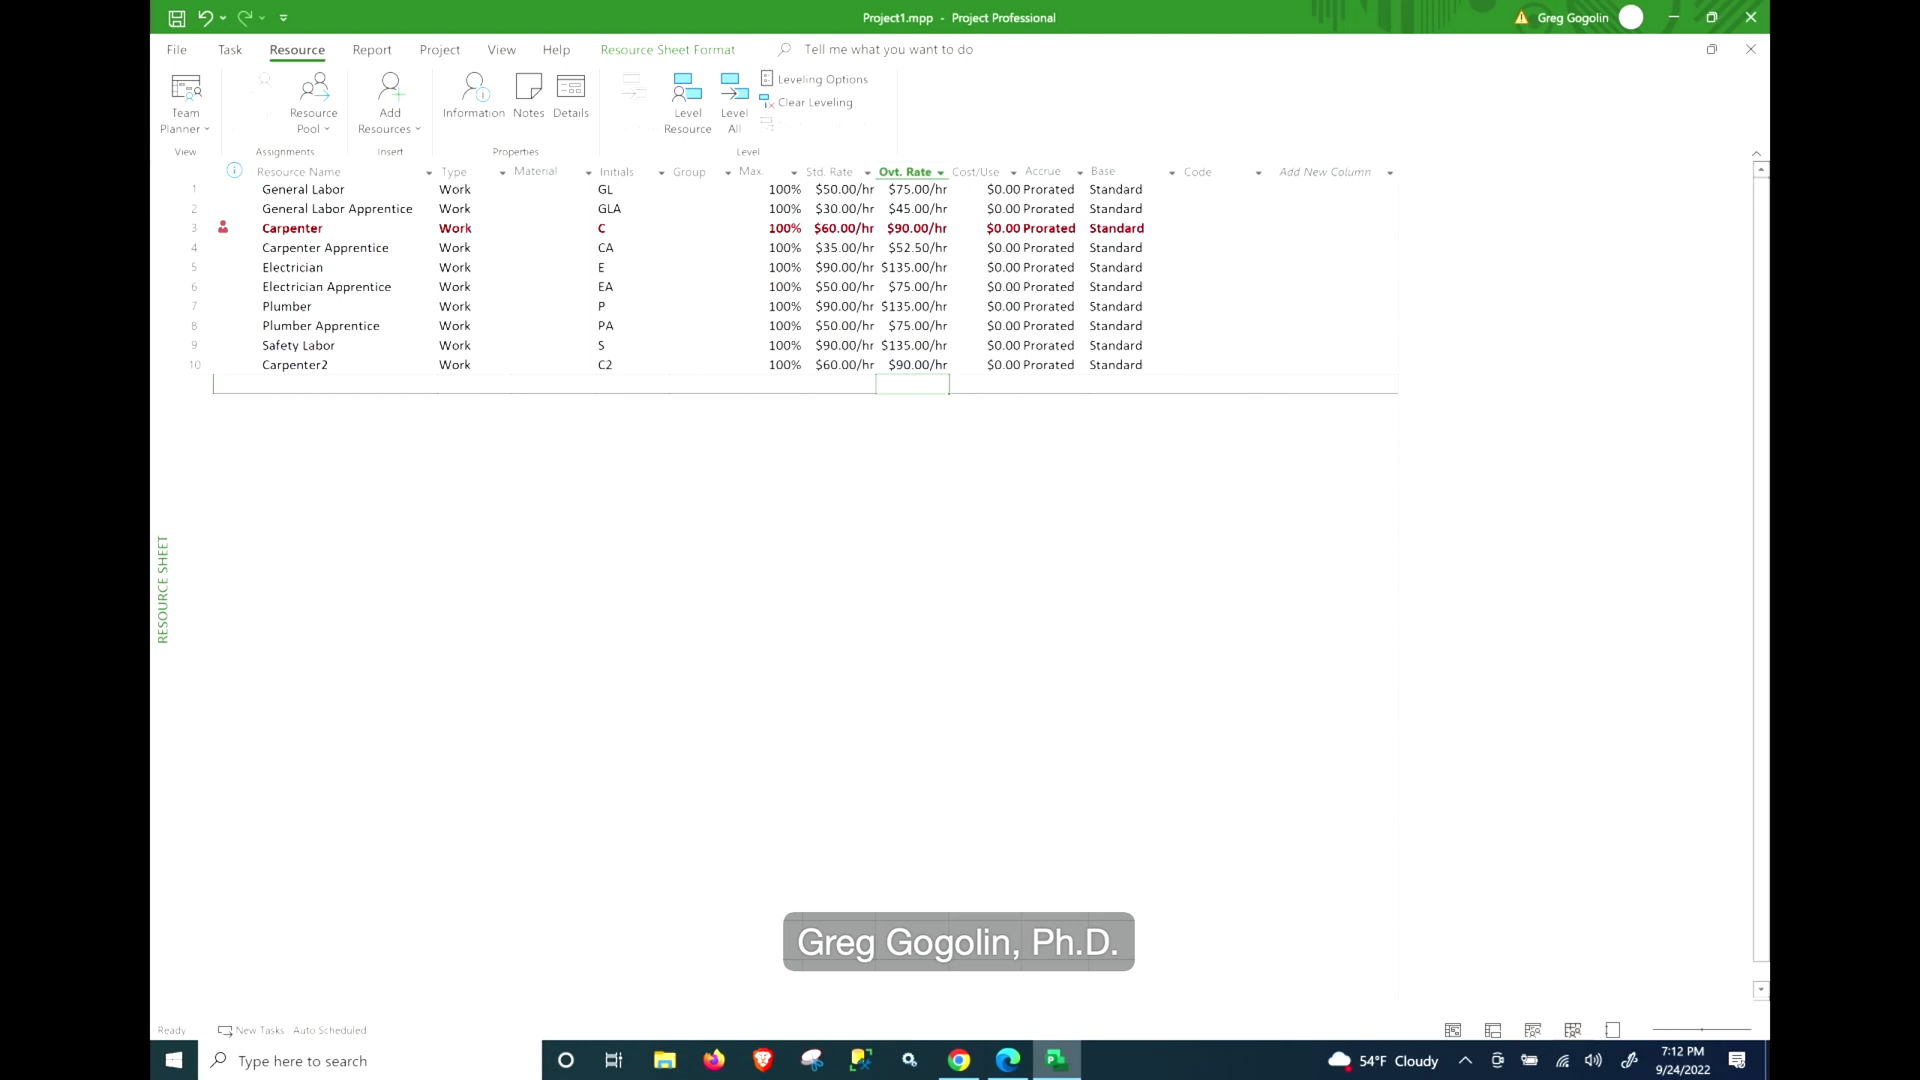 Project1.mpp - Project Professional
Greg Gogolin
File Task Resource Report Project View Help Resource Sheet Format Tell me what you want to do
Team Planner
Resource Pool
Add Resources
Information
Notes
Details
Level Resource
Level All
Leveling Options
Clear Leveling
View Assignments Insert Properties Level
Resource Name Type Material Initials Group Max. Std. Rate Ovt. Rate Cost/Use Accrue Base Code Add New Column
1 General Labor Work GL 100% $50.00/hr $75.00/hr $0.00 Prorated Standard
2 General Labor Apprentice Work GLA 100% $30.00/hr $45.00/hr $0.00 Prorated Standard
3 Carpenter Work C 100% $60.00/hr $90.00/hr $0.00 Prorated Standard
4 Carpenter Apprentice Work CA 100% $35.00/hr $52.50/hr $0.00 Prorated Standard
5 Electrician Work E 100% $90.00/hr $135.00/hr $0.00 Prorated Standard
6 Electrician Apprentice Work EA 100% $50.00/hr $75.00/hr $0.00 Prorated Standard
7 Plumber Work P 100% $90.00/hr $135.00/hr $0.00 Prorated Standard
8 Plumber Apprentice Work PA 100% $50.00/hr $75.00/hr $0.00 Prorated Standard
9 Safety Labor Work S 100% $90.00/hr $135.00/hr $0.00 Prorated Standard
10 Carpenter2 Work C2 100% $60.00/hr $90.00/hr $0.00 Prorated Standard
RESOURCE SHEET
Greg Gogolin, Ph.D.
Ready New Tasks Auto Scheduled
Type here to search
54°F Cloudy
7:12 PM
9/24/2022